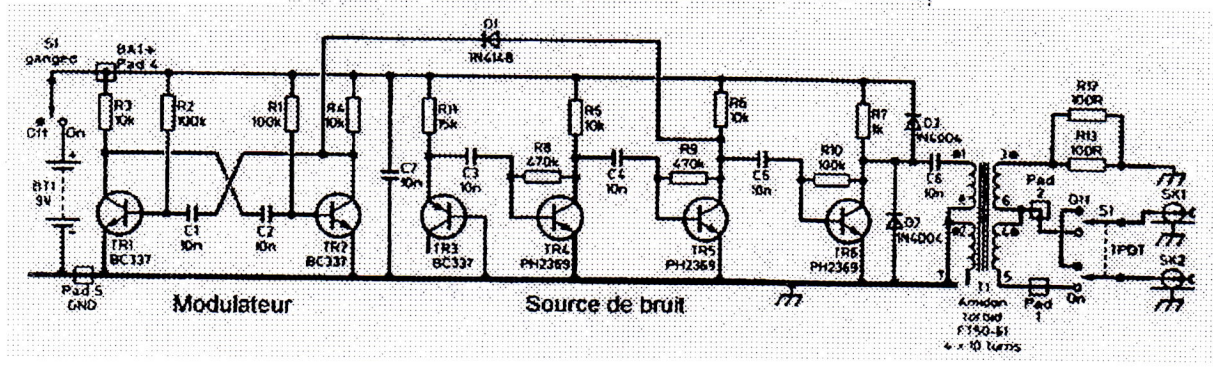 S1
ganged
BA1+
Pad 4
Off
On
BT1
9V
Pad 5
GND
R3
10k
R2
100k
R1
100k
R4
10k
C1
10n
C2
10n
TR1
BC337
TR2
BC337
Modulateur
D1
1N4148
C7
10n
R11
15k
C3
10n
R8
470k
R5
10k
C4
10n
R9
470k
R6
10k
C5
10n
R10
100k
R7
1k
TR3
BC337
TR4
PH2369
TR5
PH2369
TR6
PH2369
Source de bruit
1N4004
D2
1N4004
C6
10n
T1
Amidon
toroid
4 x 10 turns
Pad
2
Pad
1
R12
100R
R13
100R
Off
S1
On
SK1
SK2